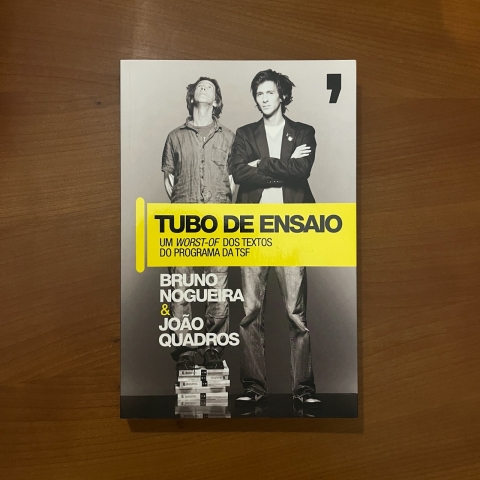 TUBO DE ENSAIO
UM WORST-OF DOS TEXTOS
DO PROGRAMA DA TSF
BRUNO
NOGUEIRA
&
JOÃO
QUADROS